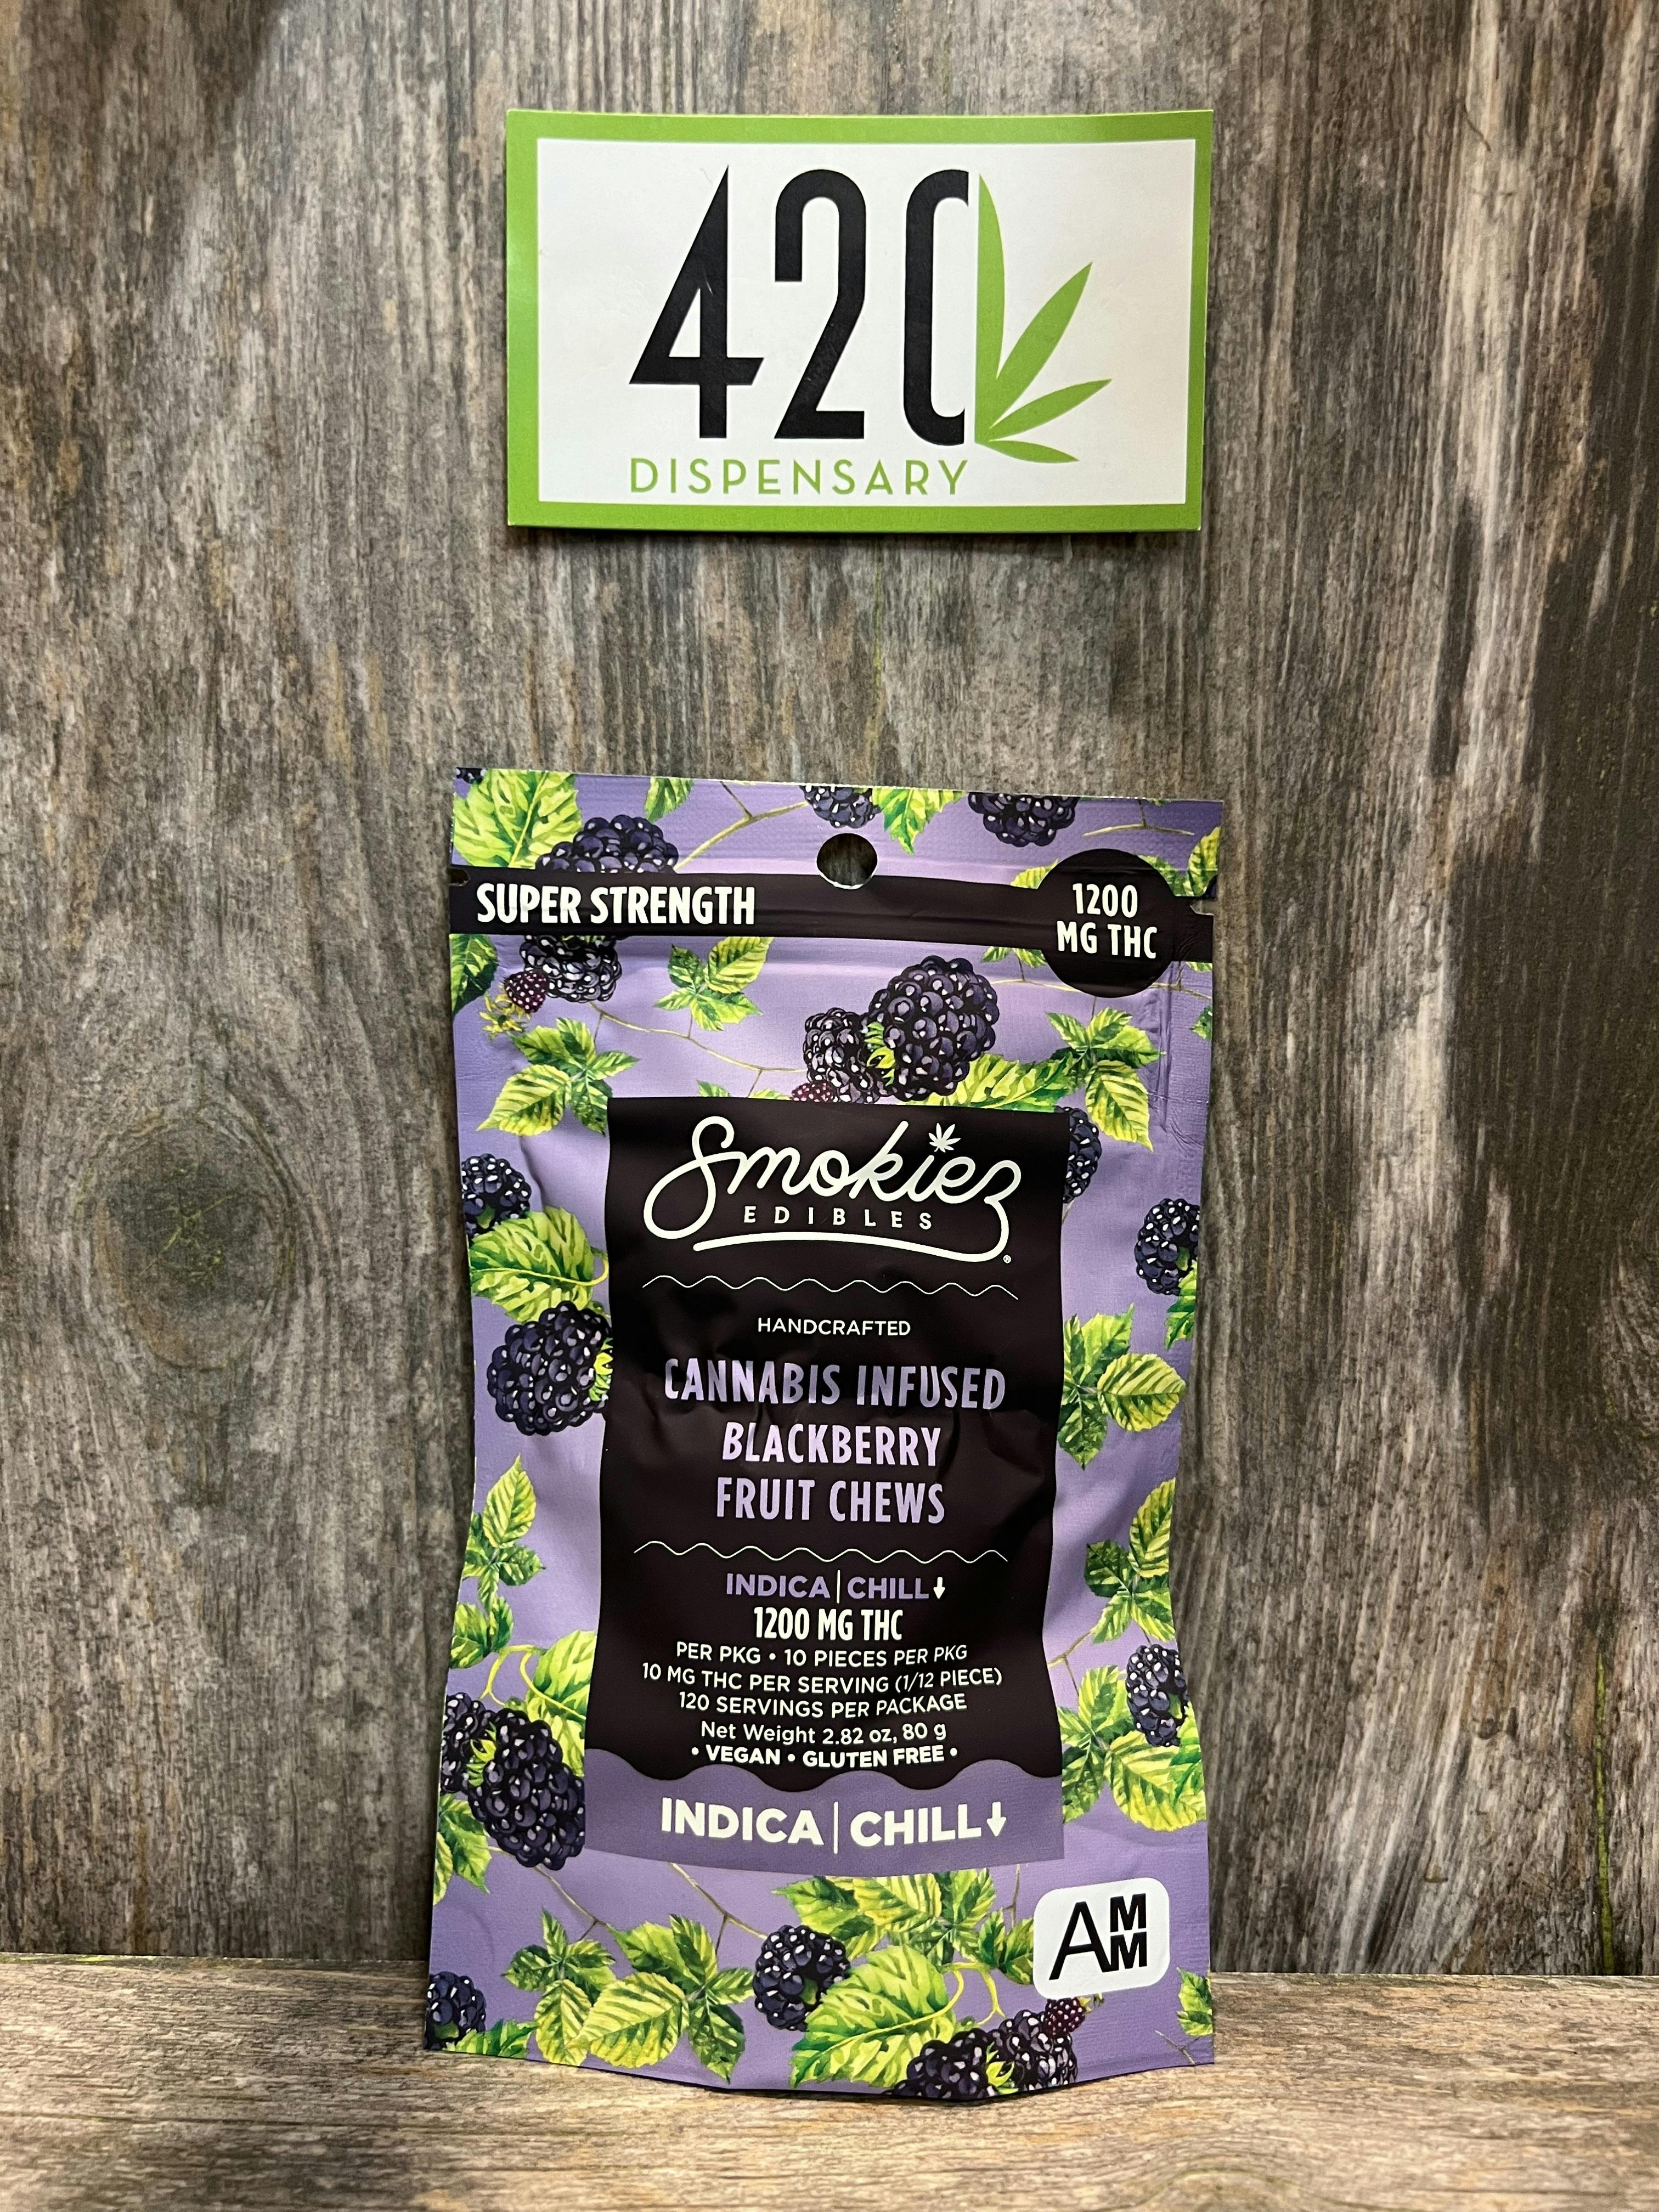 420
DISPENSARY
SUPER STRENGTH
1200
MG THC
Smokiez
EDIBLES
®
HANDCRAFTED
CANNABIS INFUSED
BLACKBERRY
FRUIT CHEWS
INDICA | CHILL↓
1200 MG THC
PER PKG • 10 PIECES PER PKG
10 MG THC PER SERVING (1/12 PIECE)
120 SERVINGS PER PACKAGE
Net Weight 2.82 oz, 80 g
• VEGAN • GLUTEN FREE •
INDICA | CHILL↓
AMM